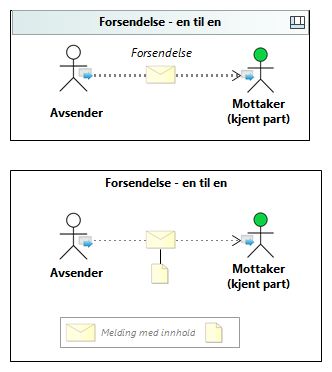 Forsendelse - en til en
Forsendelse
Avsender
Mottaker
(kjent part)
Forsendelse - en til en
Avsender
Mottaker
(kjent part)
Melding med innhold